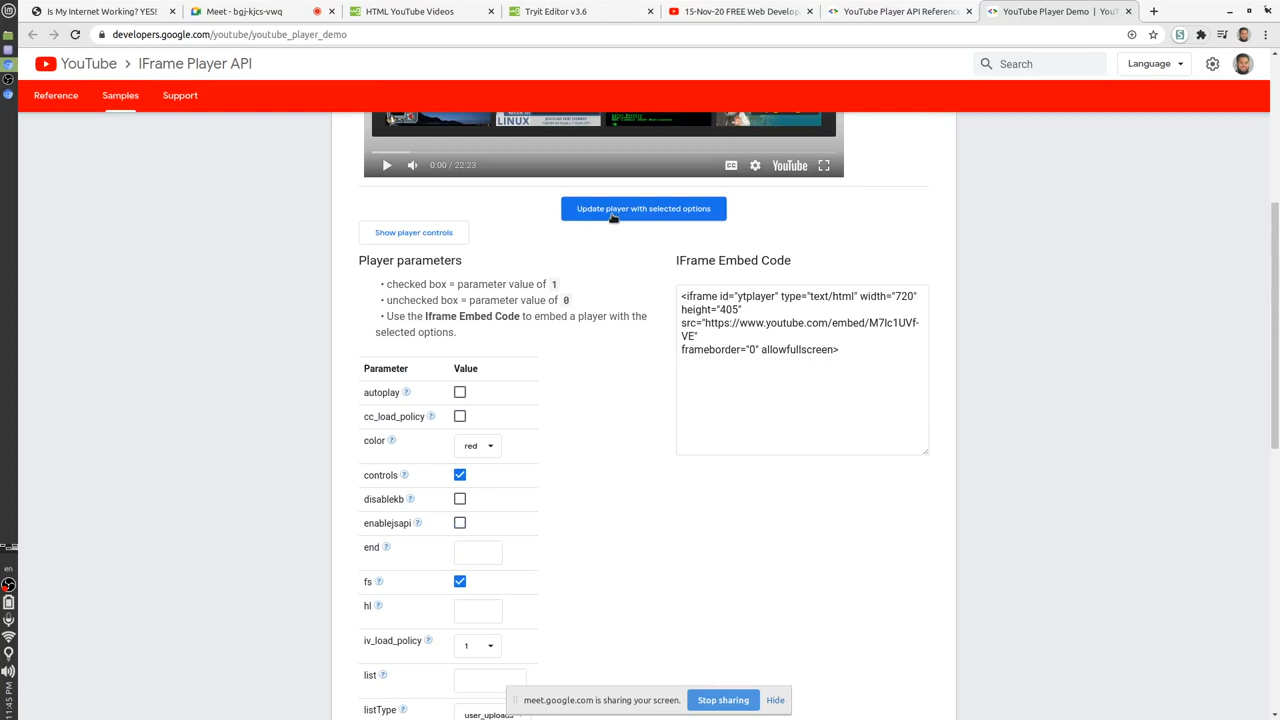 Is My Internet Working? YES!
Meet - bgj-kjcs-vwq
HTML YouTube Videos
Tryit Editor v3.6
15-Nov-20 FREE Web Develop
YouTube Player API Reference
YouTube Player Demo | YouT
developers.google.com/youtube/youtube_player_demo
YouTube > IFrame Player API
Search
Language
Reference
Samples
Support
LINUX
0:00 / 22:23
CC
YouTube
Update player with selected options
Show player controls
Player parameters
• checked box = parameter value of 1
• unchecked box = parameter value of 0
• Use the Iframe Embed Code to embed a player with the
selected options.
IFrame Embed Code
<iframe id="ytplayer" type="text/html" width="720"
height="405"
src="https://www.youtube.com/embed/M7lc1UVf-
VE"
frameborder="0" allowfullscreen>
Parameter Value
autoplay ?
cc_load_policy ?
color ? red
controls ?
disablekb ?
enablejsapi ?
end ?
fs ?
hl ?
iv_load_policy ? 1
list ?
listType ? user_uploads
meet.google.com is sharing your screen.
Stop sharing
Hide
en
11:45 PM